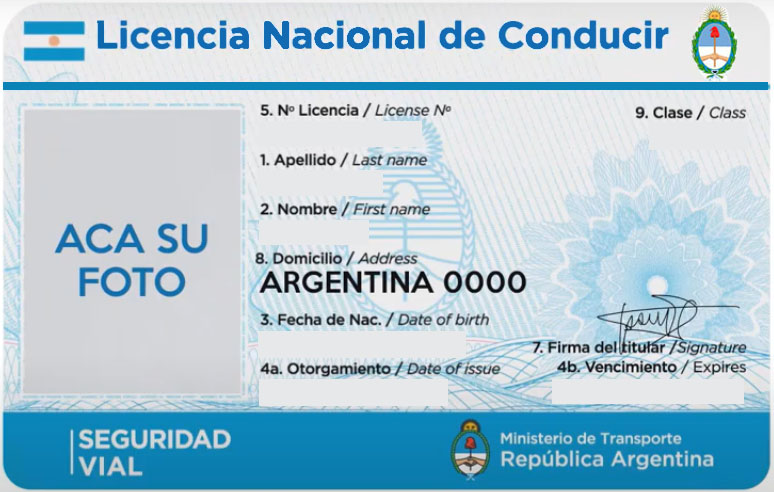 Licencia Nacional de Conducir
5. Nº Licencia / License Nº
9. Clase / Class
1. Apellido / Last name
2. Nombre / First name
8. Domicilio / Address
ARGENTINA 0000
3. Fecha de Nac. / Date of birth
7. Firma del titular /Signature
4a. Otorgamiento / Date of issue
4b. Vencimiento / Expires
ACA SU
FOTO
SEGURIDAD
VIAL
Ministerio de Transporte
República Argentina